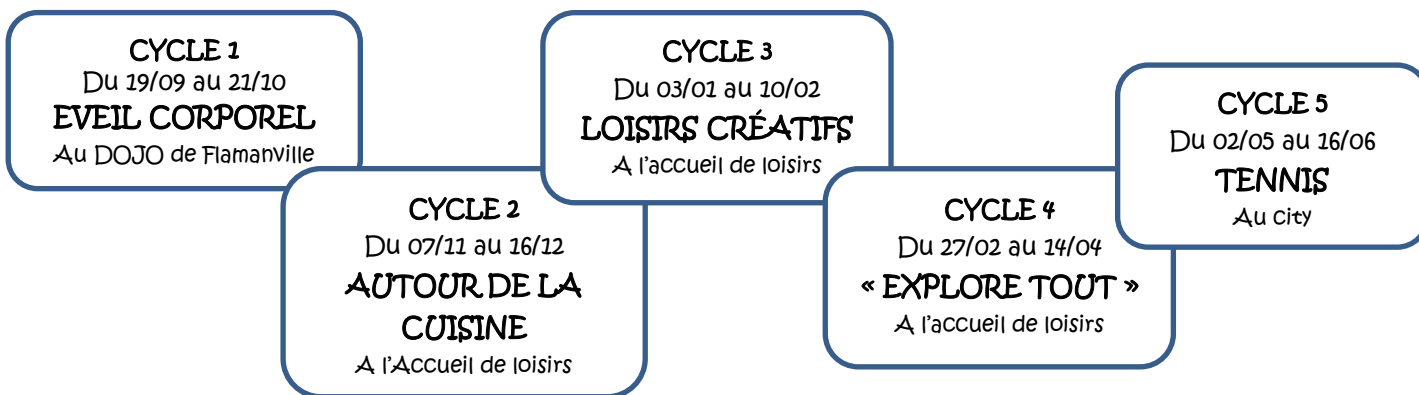 CYCLE 1
Du 19/09 au 21/10
EVEIL CORPOREL
Au DOJO de Flamanville
CYCLE 2
Du 07/11 au 16/12
AUTOUR DE LA
CUISINE
A l'Accueil de loisirs
CYCLE 3
Du 03/01 au 10/02
LOISIRS CRÉATIFS
A l'accueil de loisirs
CYCLE 4
Du 27/02 au 14/04
« EXPLORE TOUT »
A l'accueil de loisirs
CYCLE 5
Du 02/05 au 16/06
TENNIS
Au city